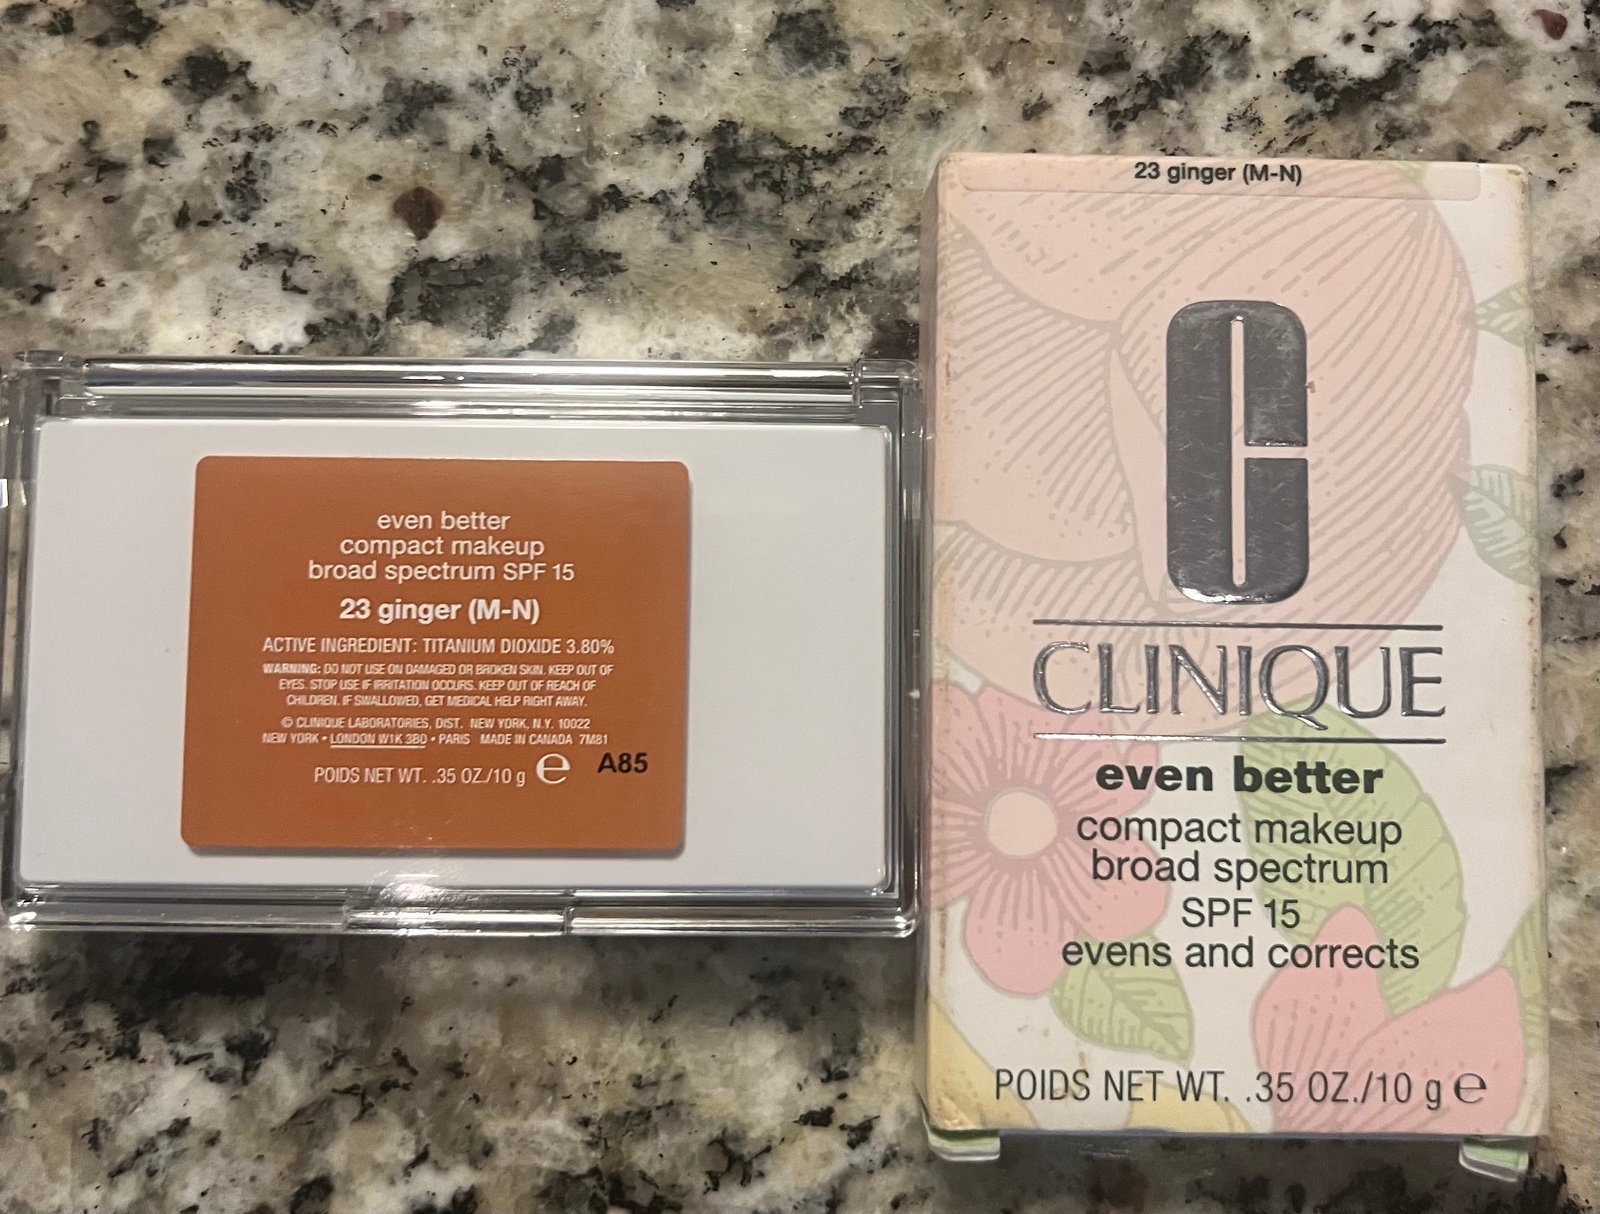 even better
compact makeup
broad spectrum SPF 15
23 ginger (M-N)
ACTIVE INGREDIENT: TITANIUM DIOXIDE 3.80%
WARNING: DO NOT USE ON DAMAGED OR BROKEN SKIN. KEEP OUT OF
EYES. STOP USE IF IRRITATION OCCURS. KEEP OUT OF REACH OF
CHILDREN. IF SWALLOWED, GET MEDICAL HELP RIGHT AWAY.
© CLINIQUE LABORATORIES, DIST. NEW YORK, N.Y. 10022
NEW YORK • LONDON W1K 3BQ • PARIS MADE IN CANADA 7M81
POIDS NET WT. .35 OZ./10 g e A85
23 ginger (M-N)
C
CLINIQUE
even better
compact makeup
broad spectrum
SPF 15
evens and corrects
POIDS NET WT. .35 OZ./10 g e